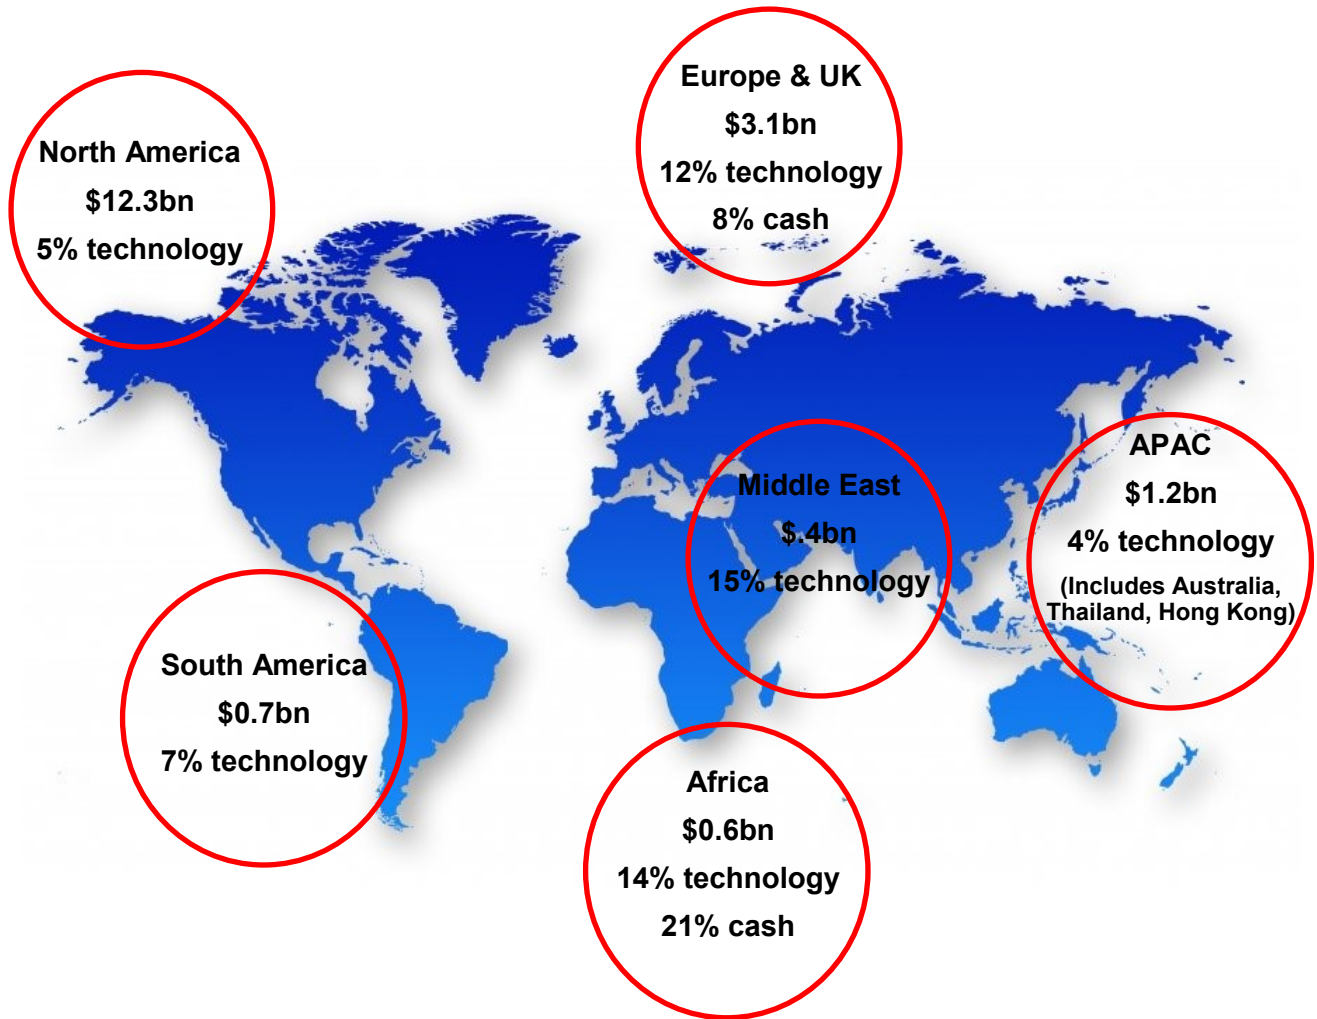 North America
$12.3bn
5% technology
Europe & UK
$3.1bn
12% technology
8% cash
Middle East
$.4bn
15% technology
APAC
$1.2bn
4% technology
(Includes Australia,
Thailand, Hong Kong)
South America
$0.7bn
7% technology
Africa
$0.6bn
14% technology
21% cash